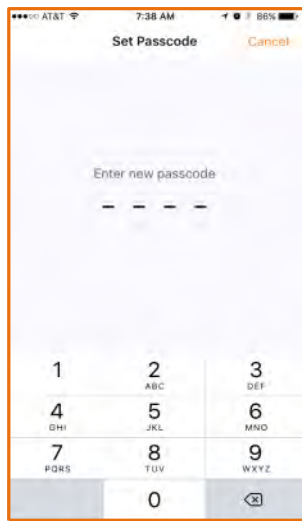 AT&T 7:38 AM 86%
Set Passcode Cancel
Enter new passcode
1 2 3
ABC DEF
4 5 6
GHI JKL MNO
7 8 9
PQRS TUV WXYZ
0